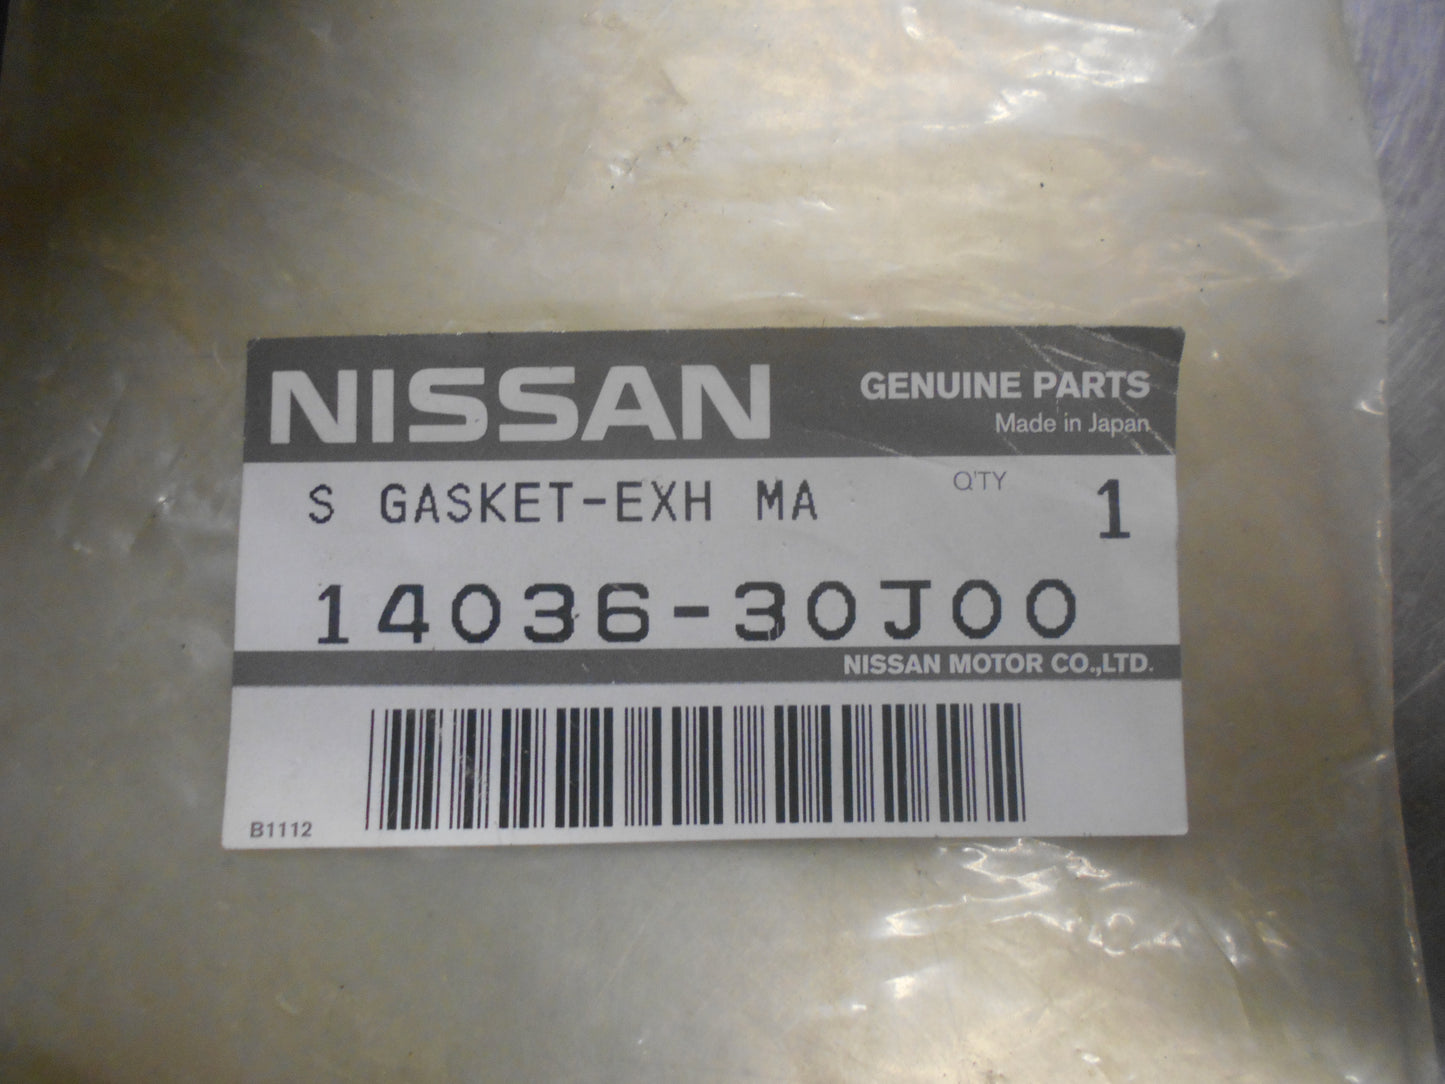 NISSAN
GENUINE PARTS
Made in Japan
S GASKET-EXH MA
Q'TY 1
14036-30J00
NISSAN MOTOR CO.,LTD.
B1112